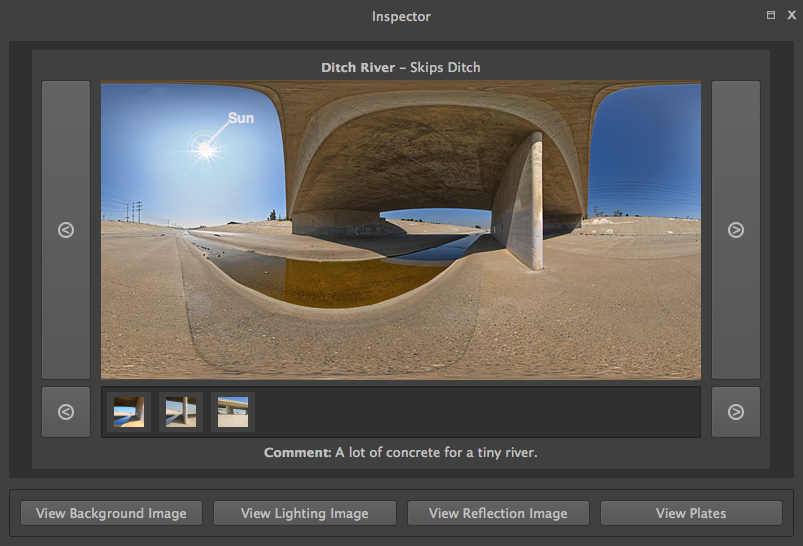 Inspector
X
Ditch River – Skips Ditch
Sun
<
>
<
>
Comment: A lot of concrete for a tiny river.
View Background Image
View Lighting Image
View Reflection Image
View Plates